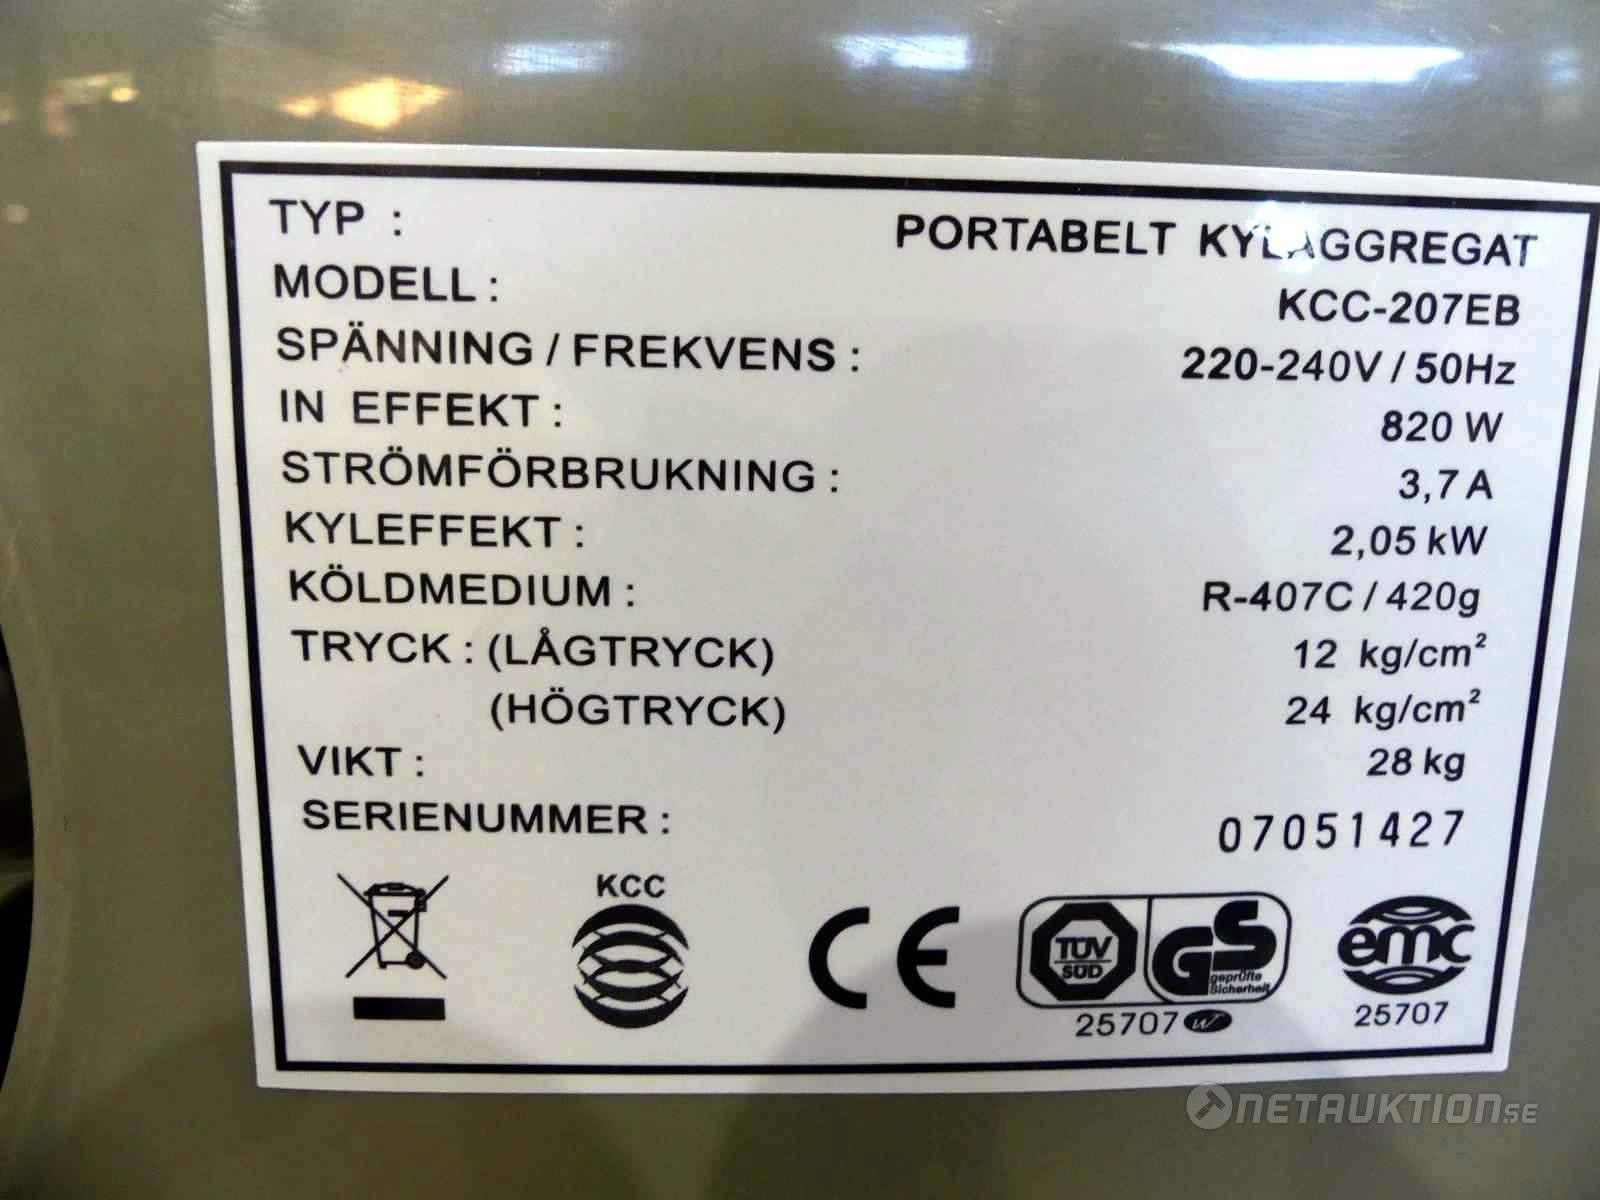 TYP : PORTABELT KYLAGGREGAT
MODELL : KCC-207EB
SPÄNNING / FREKVENS : 220-240V / 50Hz
IN EFFEKT : 820 W
STRÖMFÖRBRUKNING : 3,7 A
KYLEFFEKT : 2,05 kW
KÖLDMEDIUM : R-407C / 420g
TRYCK : (LÅGTRYCK) 12 kg/cm²
(HÖGTRYCK) 24 kg/cm²
VIKT : 28 kg
SERIENUMMER : 07051427
KCC
CE
TÜV SÜD
GS geprüfte Sicherheit
emc
25707
25707
NETAUKTION.SE